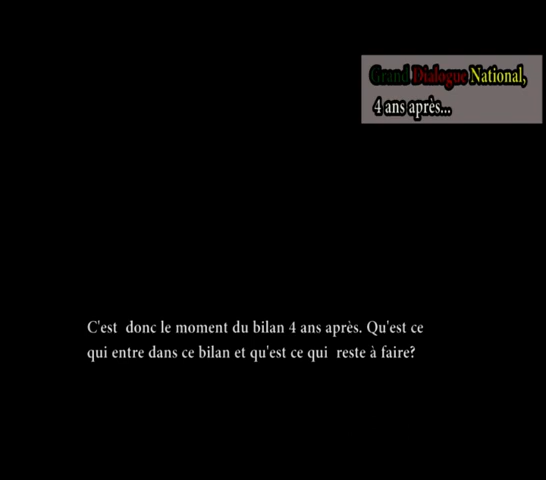 Grand Dialogue National,
4 ans après...
C'est  donc le moment du bilan 4 ans après. Qu'est ce
qui entre dans ce bilan et qu'est ce qui  reste à faire?